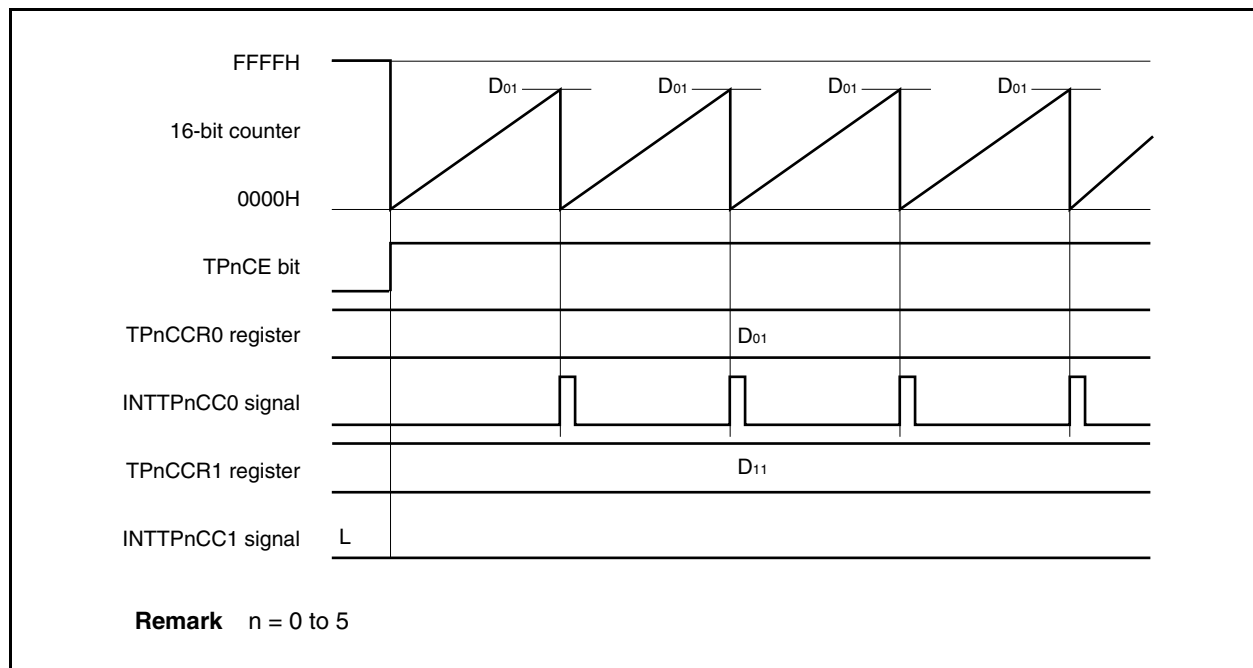 FFFFH
D01 D01 D01 D01
16-bit counter
0000H
TPnCE bit
TPnCCR0 register D01
INTTPnCC0 signal
TPnCCR1 register D11
INTTPnCC1 signal L
Remark n = 0 to 5